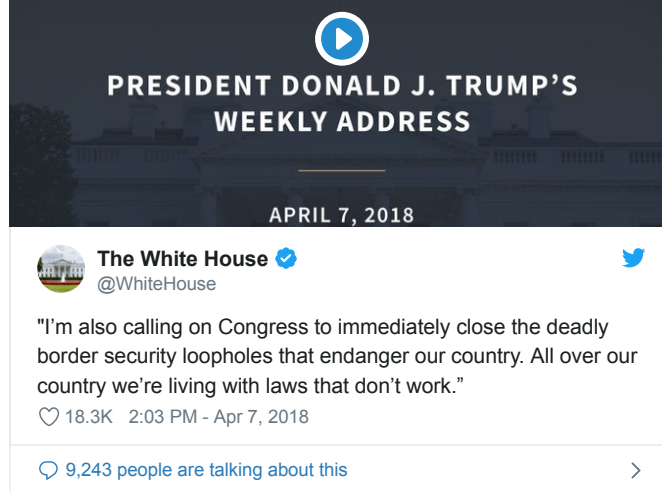 PRESIDENT DONALD J. TRUMP’S
WEEKLY ADDRESS
APRIL 7, 2018
The White House
@WhiteHouse
"I’m also calling on Congress to immediately close the deadly
border security loopholes that endanger our country. All over our
country we’re living with laws that don’t work.”
18.3K 2:03 PM - Apr 7, 2018
9,243 people are talking about this